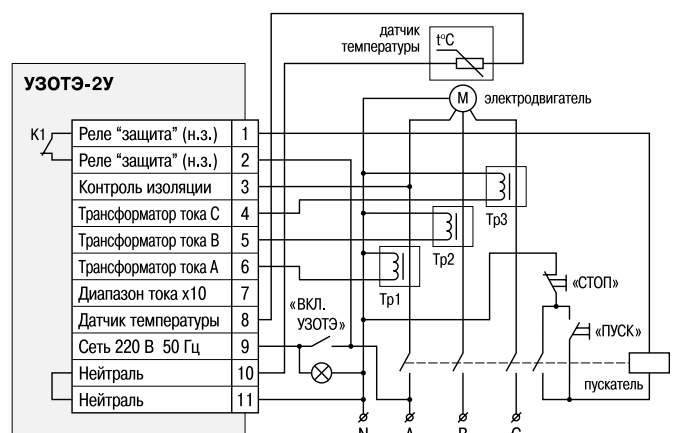 датчик
температуры
t°C
УЗОТЭ-2У
М
электродвигатель
K1
Реле “защита” (н.з.) 1
Реле “защита” (н.з.) 2
Контроль изоляции 3
Трансформатор тока С 4
Трансформатор тока В 5
Трансформатор тока А 6
Диапазон тока х10 7
Датчик температуры 8
Сеть 220 В 50 Гц 9
Нейтраль 10
Нейтраль 11
Тр3
Тр2
Тр1
«ВКЛ.
УЗОТЭ»
«СТОП»
«ПУСК»
пускатель
N A B C